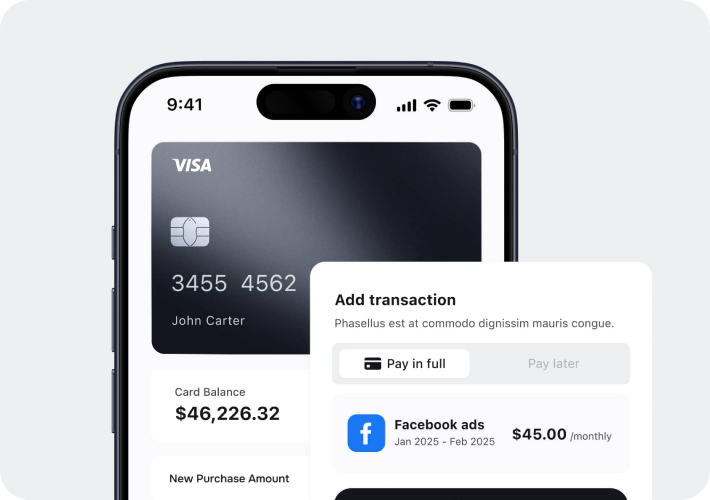 9:41
VISA
3455 4562
John Carter
Card Balance
$46,226.32
New Purchase Amount
Add transaction
Phasellus est at commodo dignissim mauris congue.
Pay in full
Pay later
Facebook ads
Jan 2025 - Feb 2025
$45.00 /monthly